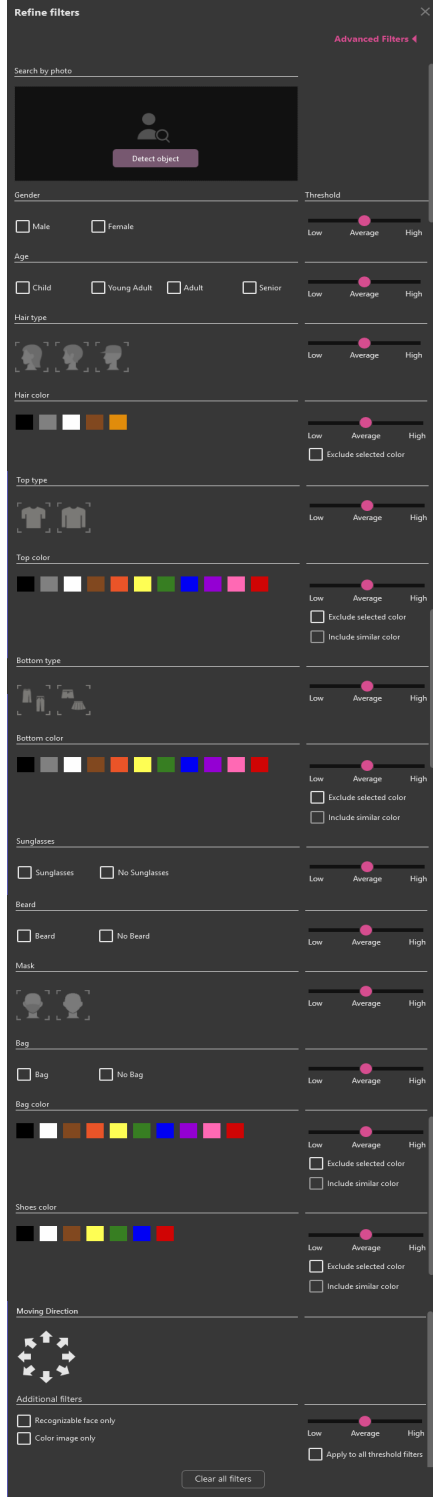 Refine filters
Advanced Filters
Search by photo
Detect object
Gender Threshold
Male Female
Low Average High
Age
Child Young Adult Adult Senior
Low Average High
Hair type
Low Average High
Hair color
Low Average High
Exclude selected color
Top type
Low Average High
Top color
Low Average High
Exclude selected color
Include similar color
Bottom type
Low Average High
Bottom color
Low Average High
Exclude selected color
Include similar color
Sunglasses
Sunglasses No Sunglasses
Low Average High
Beard
Beard No Beard
Low Average High
Mask
Low Average High
Bag
Bag No Bag
Low Average High
Bag color
Low Average High
Exclude selected color
Include similar color
Shoes color
Low Average High
Exclude selected color
Include similar color
Moving Direction
Additional filters
Recognizable face only
Low Average High
Color image only
Apply to all threshold filters
Clear all filters